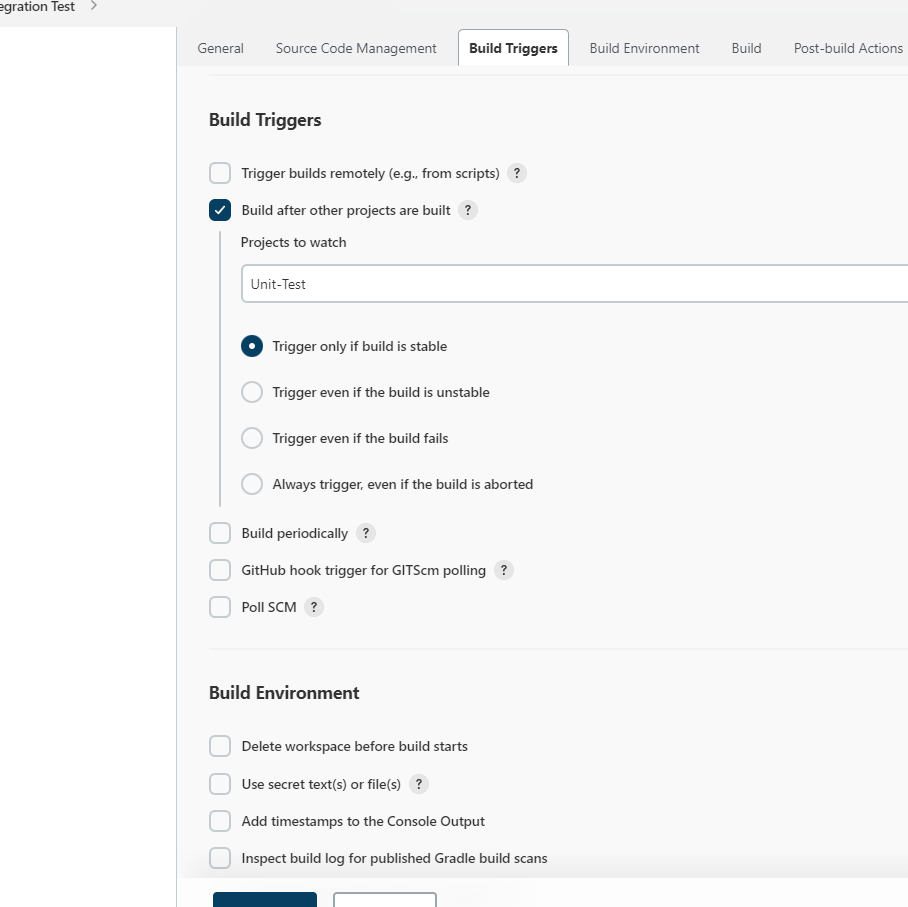 egration Test
General Source Code Management Build Triggers Build Environment Build Post-build Actions
Build Triggers
Trigger builds remotely (e.g., from scripts) ?
Build after other projects are built ?
Projects to watch
Unit-Test
Trigger only if build is stable
Trigger even if the build is unstable
Trigger even if the build fails
Always trigger, even if the build is aborted
Build periodically ?
GitHub hook trigger for GITScm polling ?
Poll SCM ?
Build Environment
Delete workspace before build starts
Use secret text(s) or file(s) ?
Add timestamps to the Console Output
Inspect build log for published Gradle build scans